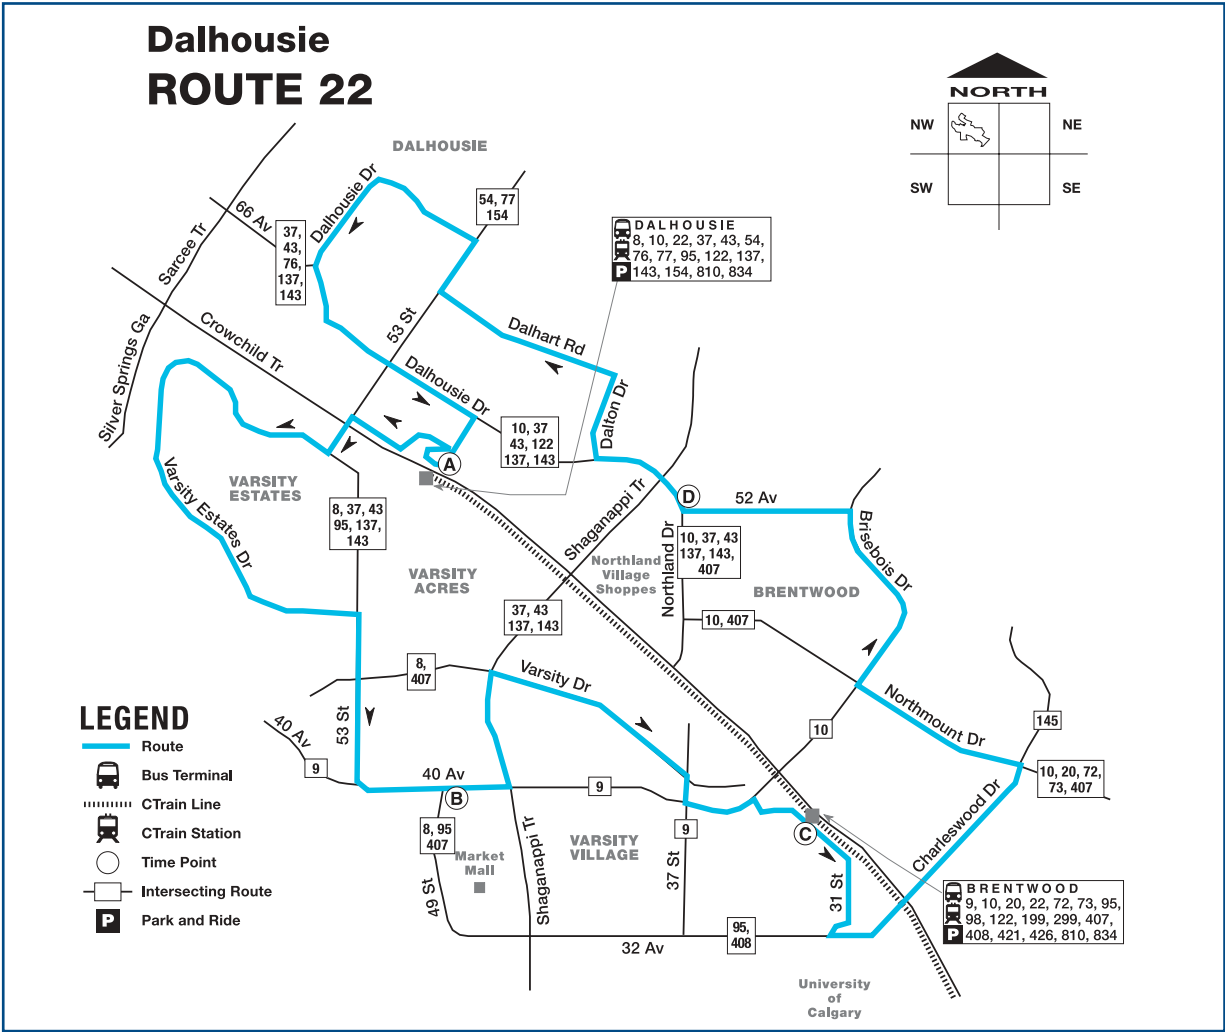 Dalhousie
ROUTE 22
NORTH
NW
NE
SW
SE
DALHOUSIE
Dalhousie Dr
54, 77
154
66 Av
37,
43,
76,
137,
143
Sarcee Tr
DALHOUSIE
8, 10, 22, 37, 43, 54,
76, 77, 95, 122, 137,
P 143, 154, 810, 834
Crowchild Tr
Silver Springs Ga
53 St
Dalhart Rd
Dalhousie Dr
Dalton Dr
10, 37
43, 122
137, 143
A
VARSITY
ESTATES
Varsity Estates Dr
8, 37, 43
95, 137,
143
Shaganappi Tr
D
52 Av
Brisebois Dr
Northland Dr
10, 37, 43
137, 143,
407
VARSITY
ACRES
Northland
Village
Shoppes
BRENTWOOD
37, 43
137, 143
10, 407
8,
407
Varsity Dr
Northmount Dr
145
10
10, 20, 72,
73, 407
LEGEND
Route
Bus Terminal
CTrain Line
CTrain Station
Time Point
Intersecting Route
P Park and Ride
40 Av
53 St
9
40 Av
B
9
C
8, 95
407
Market
Mall
49 St
Shaganappi Tr
VARSITY
VILLAGE
9
37 St
31 St
Charleswood Dr
32 Av
95,
408
BRENTWOOD
9, 10, 20, 22, 72, 73, 95,
98, 122, 199, 299, 407,
P 408, 421, 426, 810, 834
University
of
Calgary